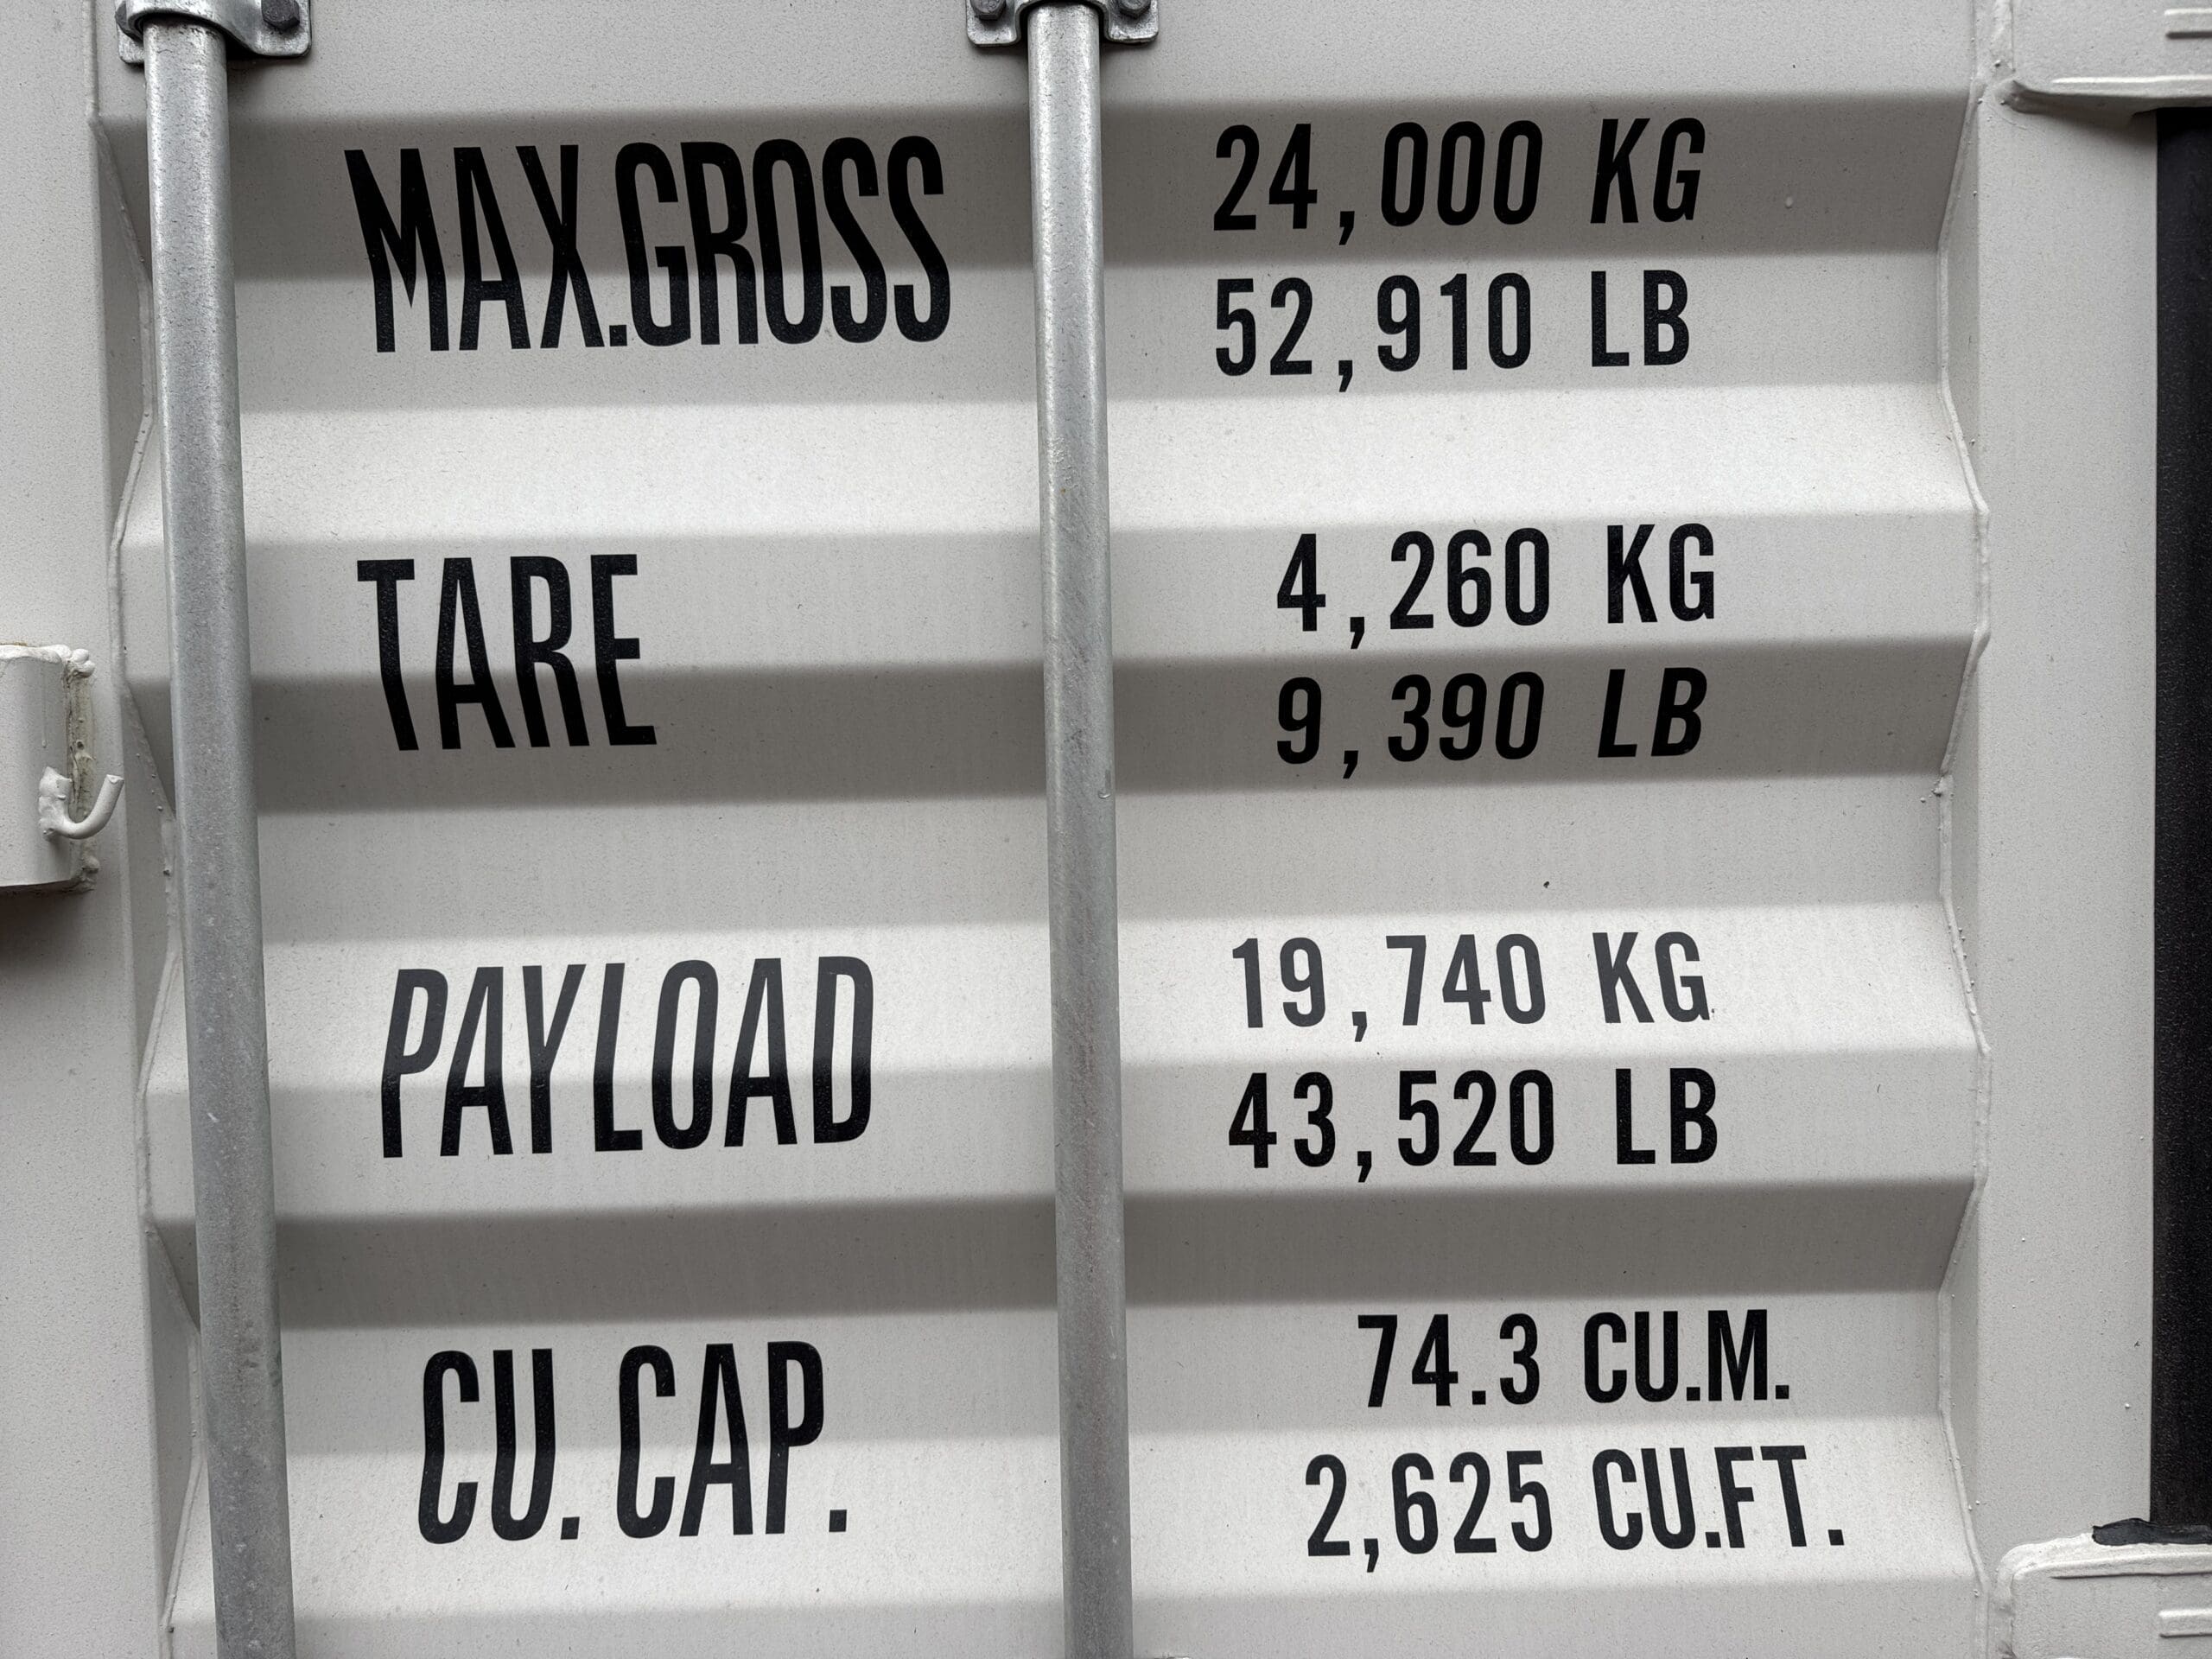 MAX.GROSS 24,000 KG
52,910 LB
TARE 4,260 KG
9,390 LB
PAYLOAD 19,740 KG
43,520 LB
CU. CAP. 74.3 CU.M.
2,625 CU.FT.